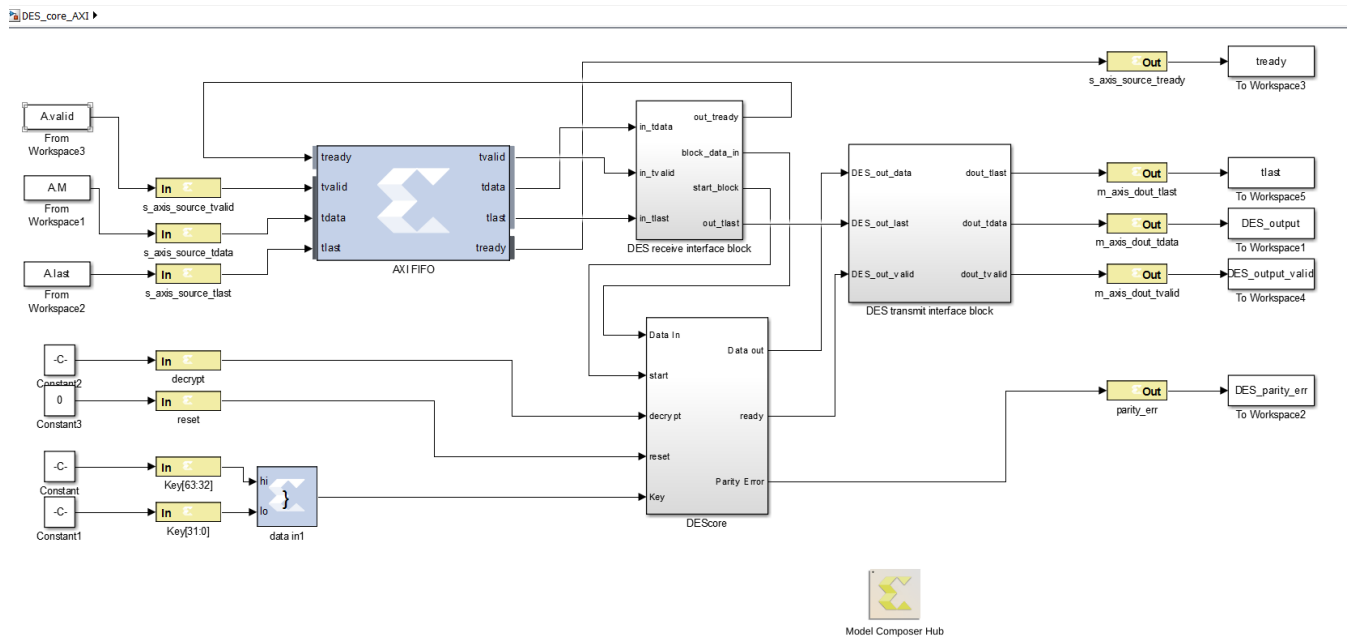 DES_core_AXI
A.valid
From
Workspace3
A.M
From
Workspace1
A.last
From
Workspace2
In
s_axis_source_tvalid
In
s_axis_source_tdata
In
s_axis_source_tlast
tready
tvalid
tdata
tlast
tvalid
tdata
tlast
tready
AXI FIFO
in_tdata
in_tvalid
in_tlast
out_tready
block_data_in
start_block
out_tlast
DES receive interface block
DES_out_data
DES_out_last
DES_out_valid
dout_tlast
dout_tdata
dout_tvalid
DES transmit interface block
Out
s_axis_source_tready
tready
To Workspace3
Out
m_axis_dout_tlast
tlast
To Workspace5
Out
m_axis_dout_tdata
DES_output
To Workspace1
Out
m_axis_dout_tvalid
DES_output_valid
To Workspace4
-C-
Constant2
In
decrypt
0
Constant3
In
reset
-C-
Constant
In
Key[63:32]
-C-
Constant1
In
Key[31:0]
hi
lo
}
data in1
Data In
start
decrypt
reset
Key
Data out
ready
Parity Error
DEScore
Out
parity_err
DES_parity_err
To Workspace2
Model Composer Hub